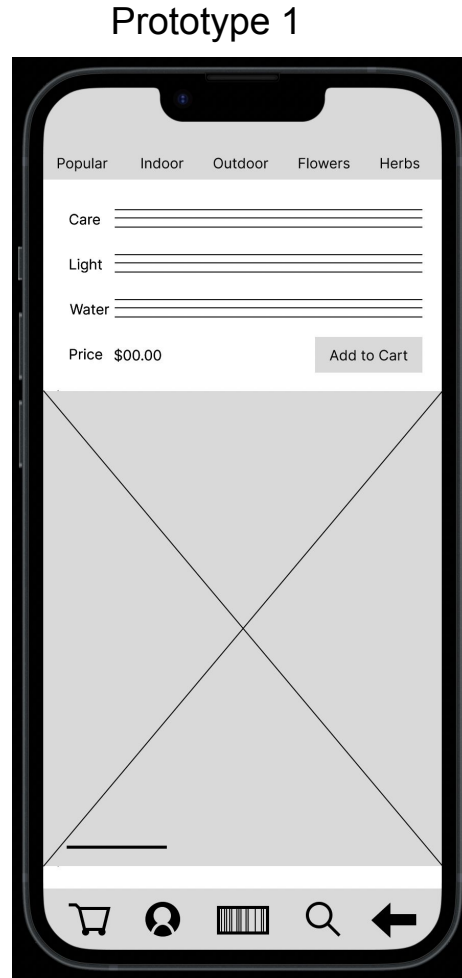 Prototype 1
Popular Indoor Outdoor Flowers Herbs
Care
Light
Water
Price $00.00 Add to Cart